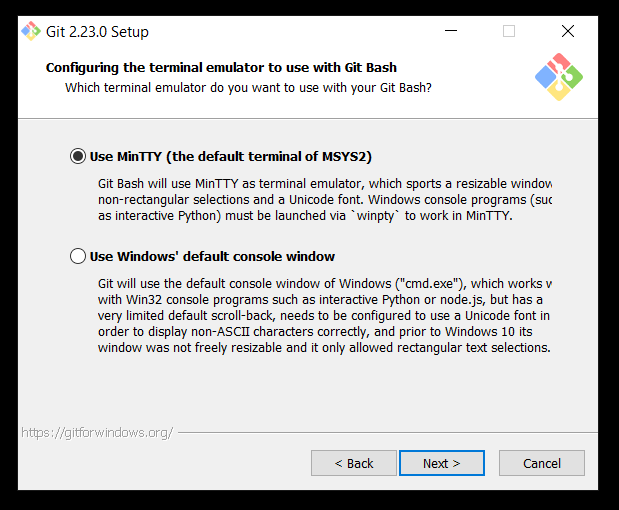 Git 2.23.0 Setup
Configuring the terminal emulator to use with Git Bash
Which terminal emulator do you want to use with your Git Bash?
Use MinTTY (the default terminal of MSYS2)
Git Bash will use MinTTY as terminal emulator, which sports a resizable window
non-rectangular selections and a Unicode font. Windows console programs (suc
as interactive Python) must be launched via `winpty` to work in MinTTY.
Use Windows' default console window
Git will use the default console window of Windows ("cmd.exe"), which works w
with Win32 console programs such as interactive Python or node.js, but has a
very limited default scroll-back, needs to be configured to use a Unicode font in
order to display non-ASCII characters correctly, and prior to Windows 10 its
window was not freely resizable and it only allowed rectangular text selections.
https://gitforwindows.org/
< Back
Next >
Cancel